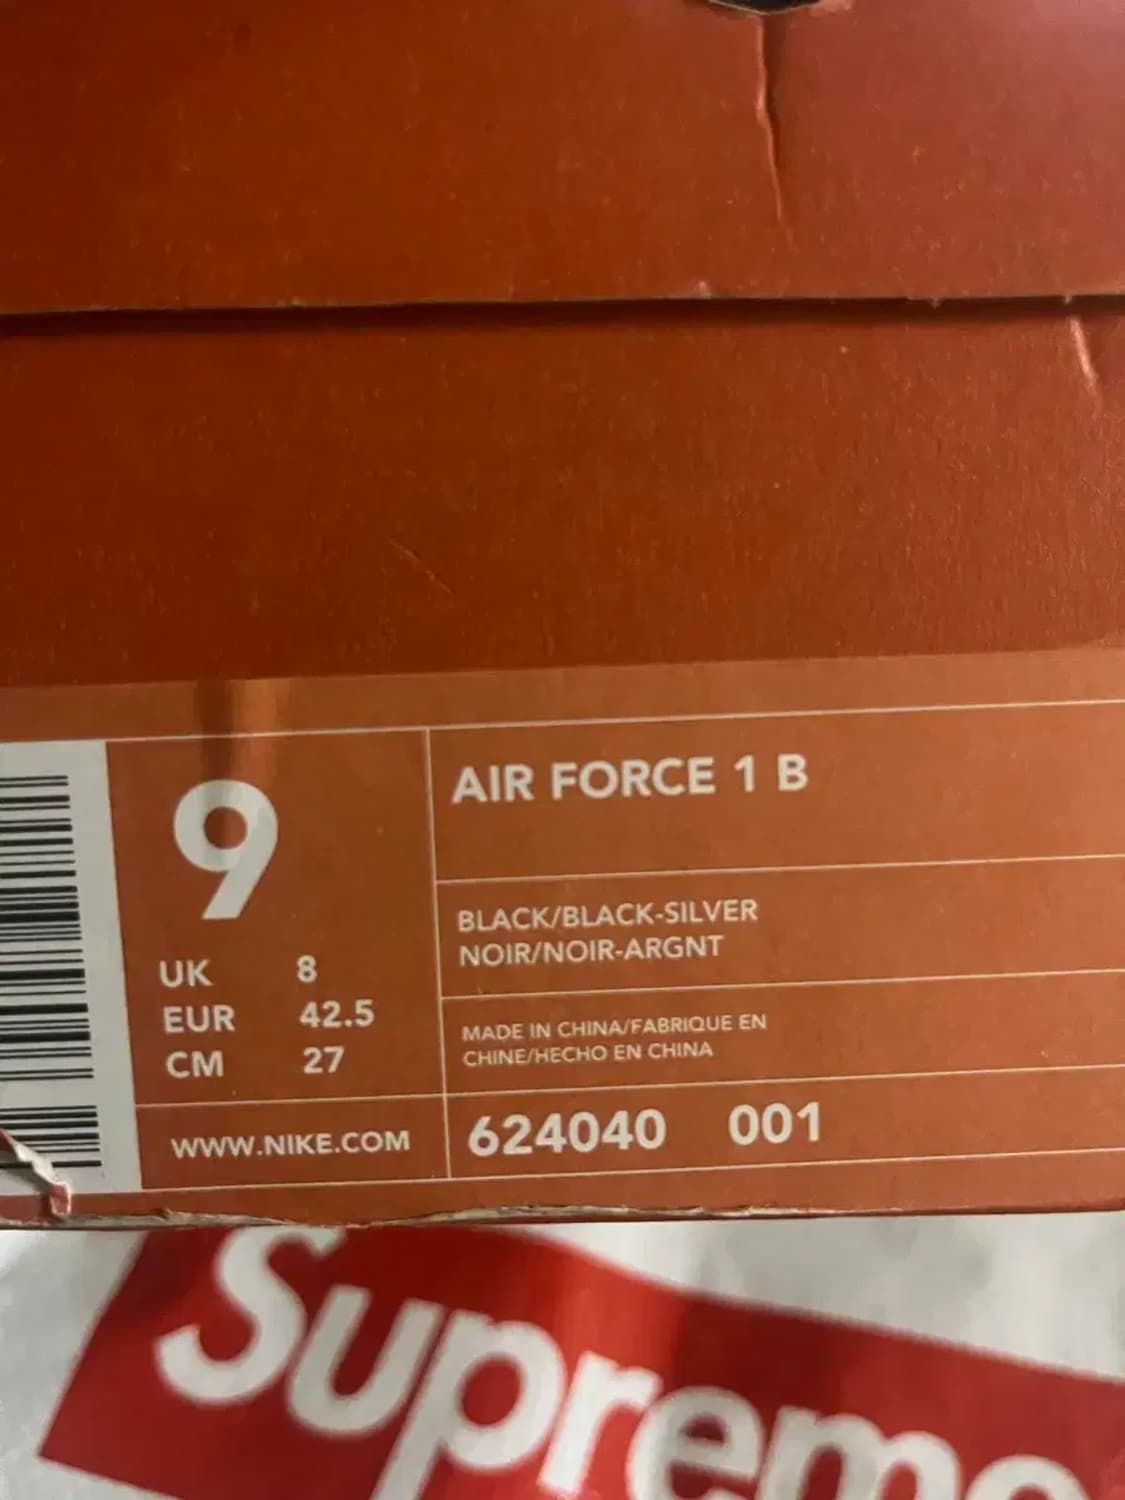 AIR FORCE 1 B
9
BLACK/BLACK-SILVER
NOIR/NOIR-ARGNT
UK 8
EUR 42.5
CM 27
MADE IN CHINA/FABRIQUE EN
CHINE/HECHO EN CHINA
WWW.NIKE.COM
624040 001
Supreme